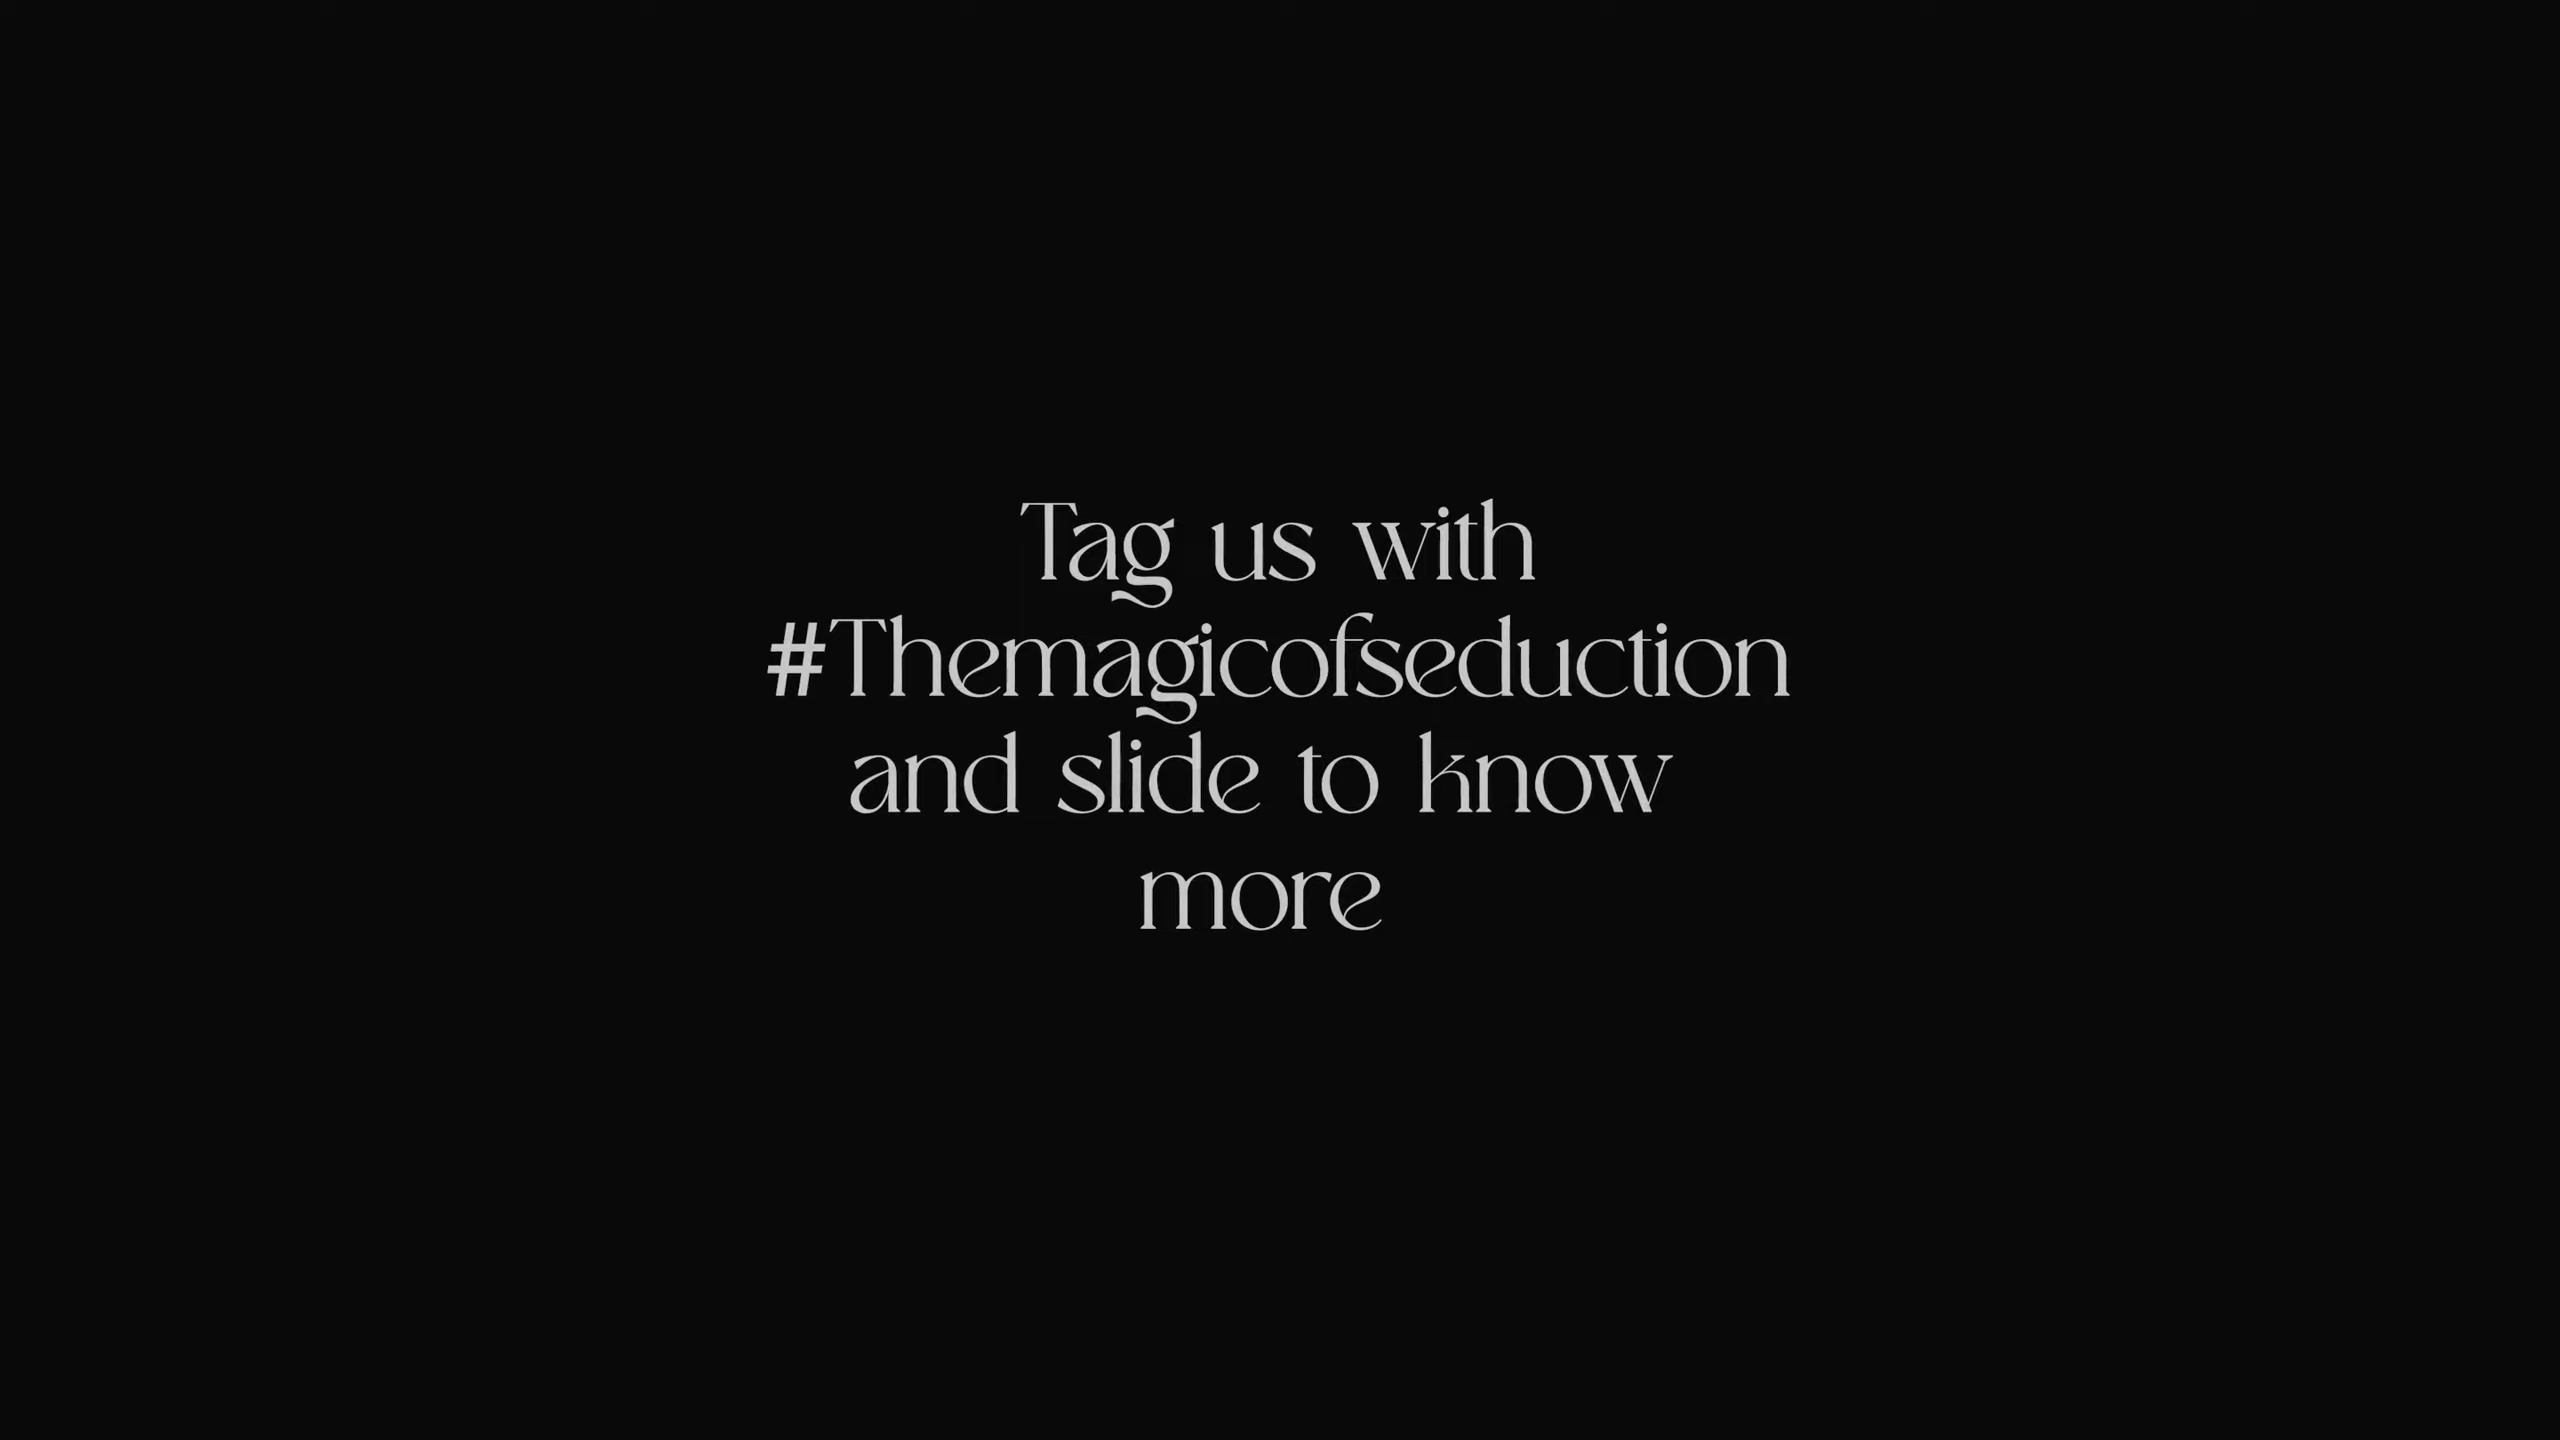 Tag us with
#Themagicofseduction
and slide to know
more